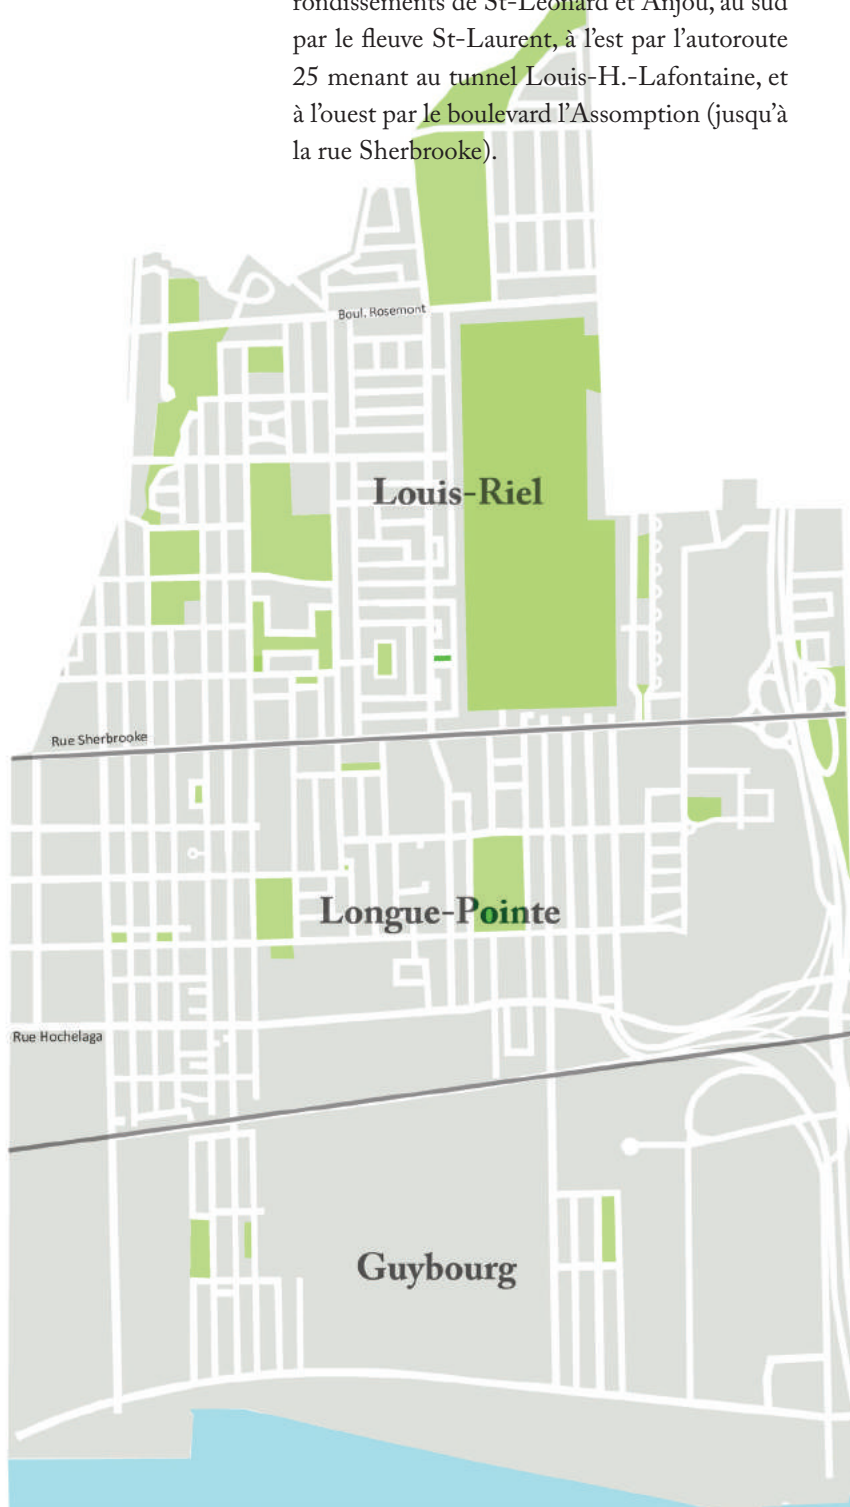 rondissements de St-Léonard et Anjou, au sud
par le fleuve St-Laurent, à l’est par l’autoroute
25 menant au tunnel Louis-H.-Lafontaine, et
à l’ouest par le boulevard l’Assomption (jusqu’à
la rue Sherbrooke).
Boul. Rosemont
Louis-Riel
Rue Sherbrooke
Longue-Pointe
Rue Hochelaga
Guybourg